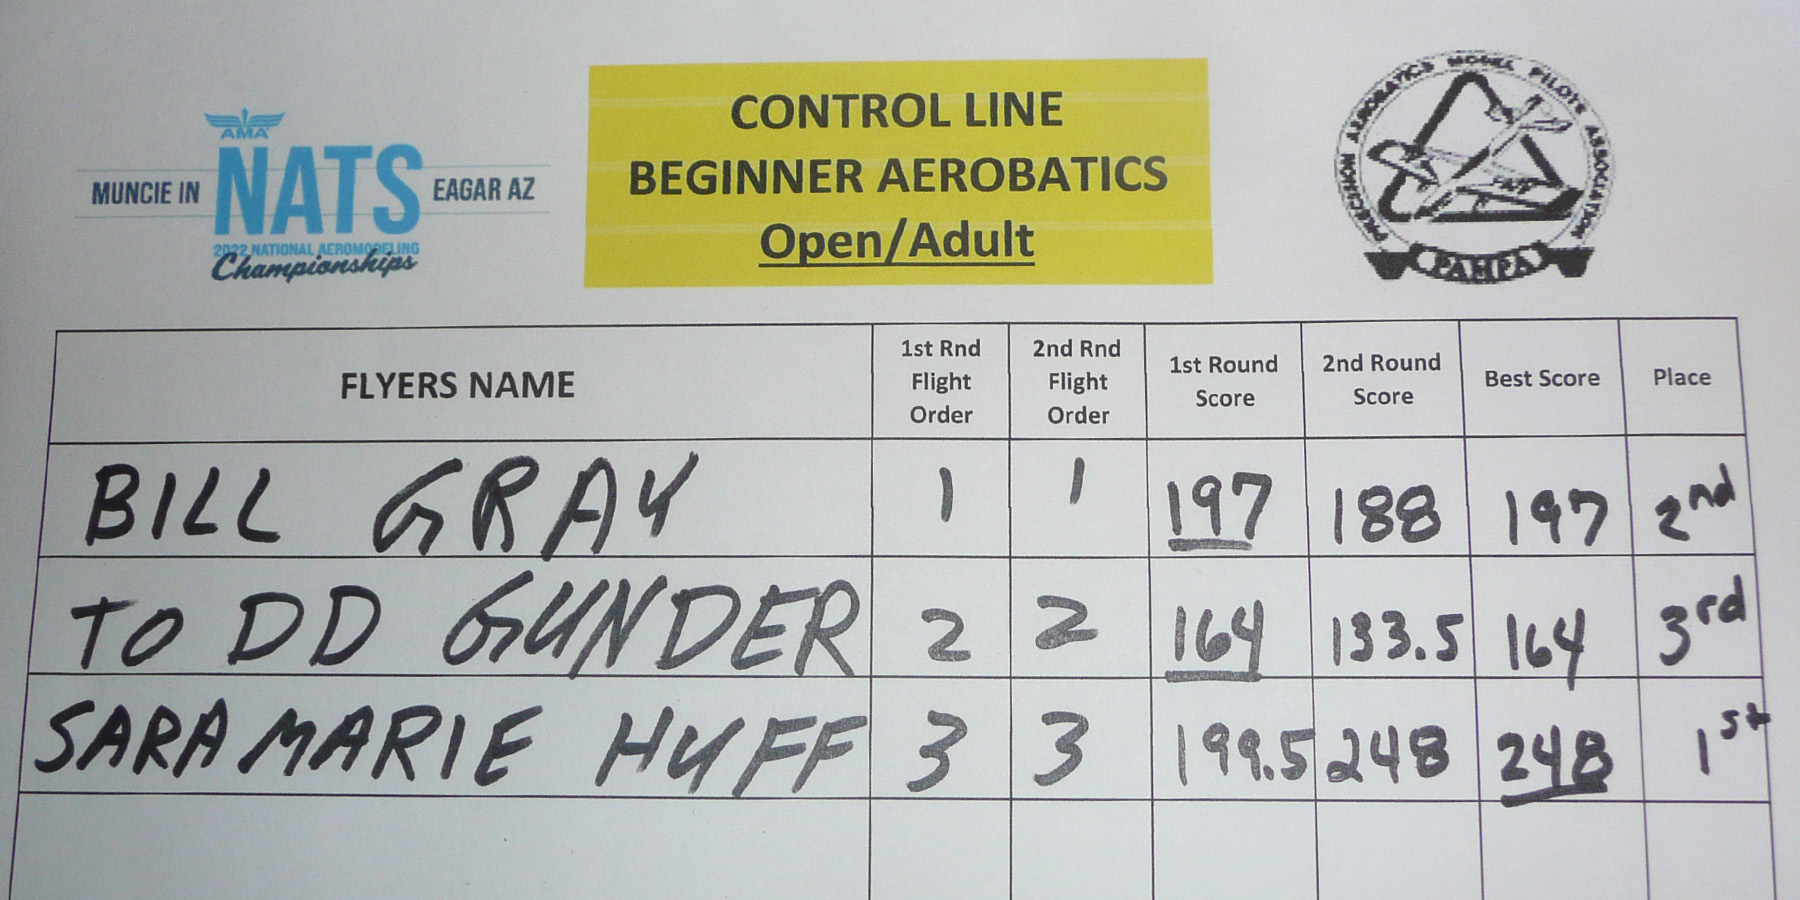 AMA
NATS
MUNCIE IN
EAGAR AZ
2022 NATIONAL AEROMODELING
Championships
CONTROL LINE
BEGINNER AEROBATICS
Open/Adult
PRECISION AEROBATICS MODEL PILOTS ASSOCIATION
PAMPA
FLYERS NAME 1st Rnd Flight Order 2nd Rnd Flight Order 1st Round Score 2nd Round Score Best Score Place
BILL GRAY 1 1 197 188 197 2nd
TODD GUNDER 2 2 164 133.5 164 3rd
SARAMARIE HUFF 3 3 199.5 248 248 1st